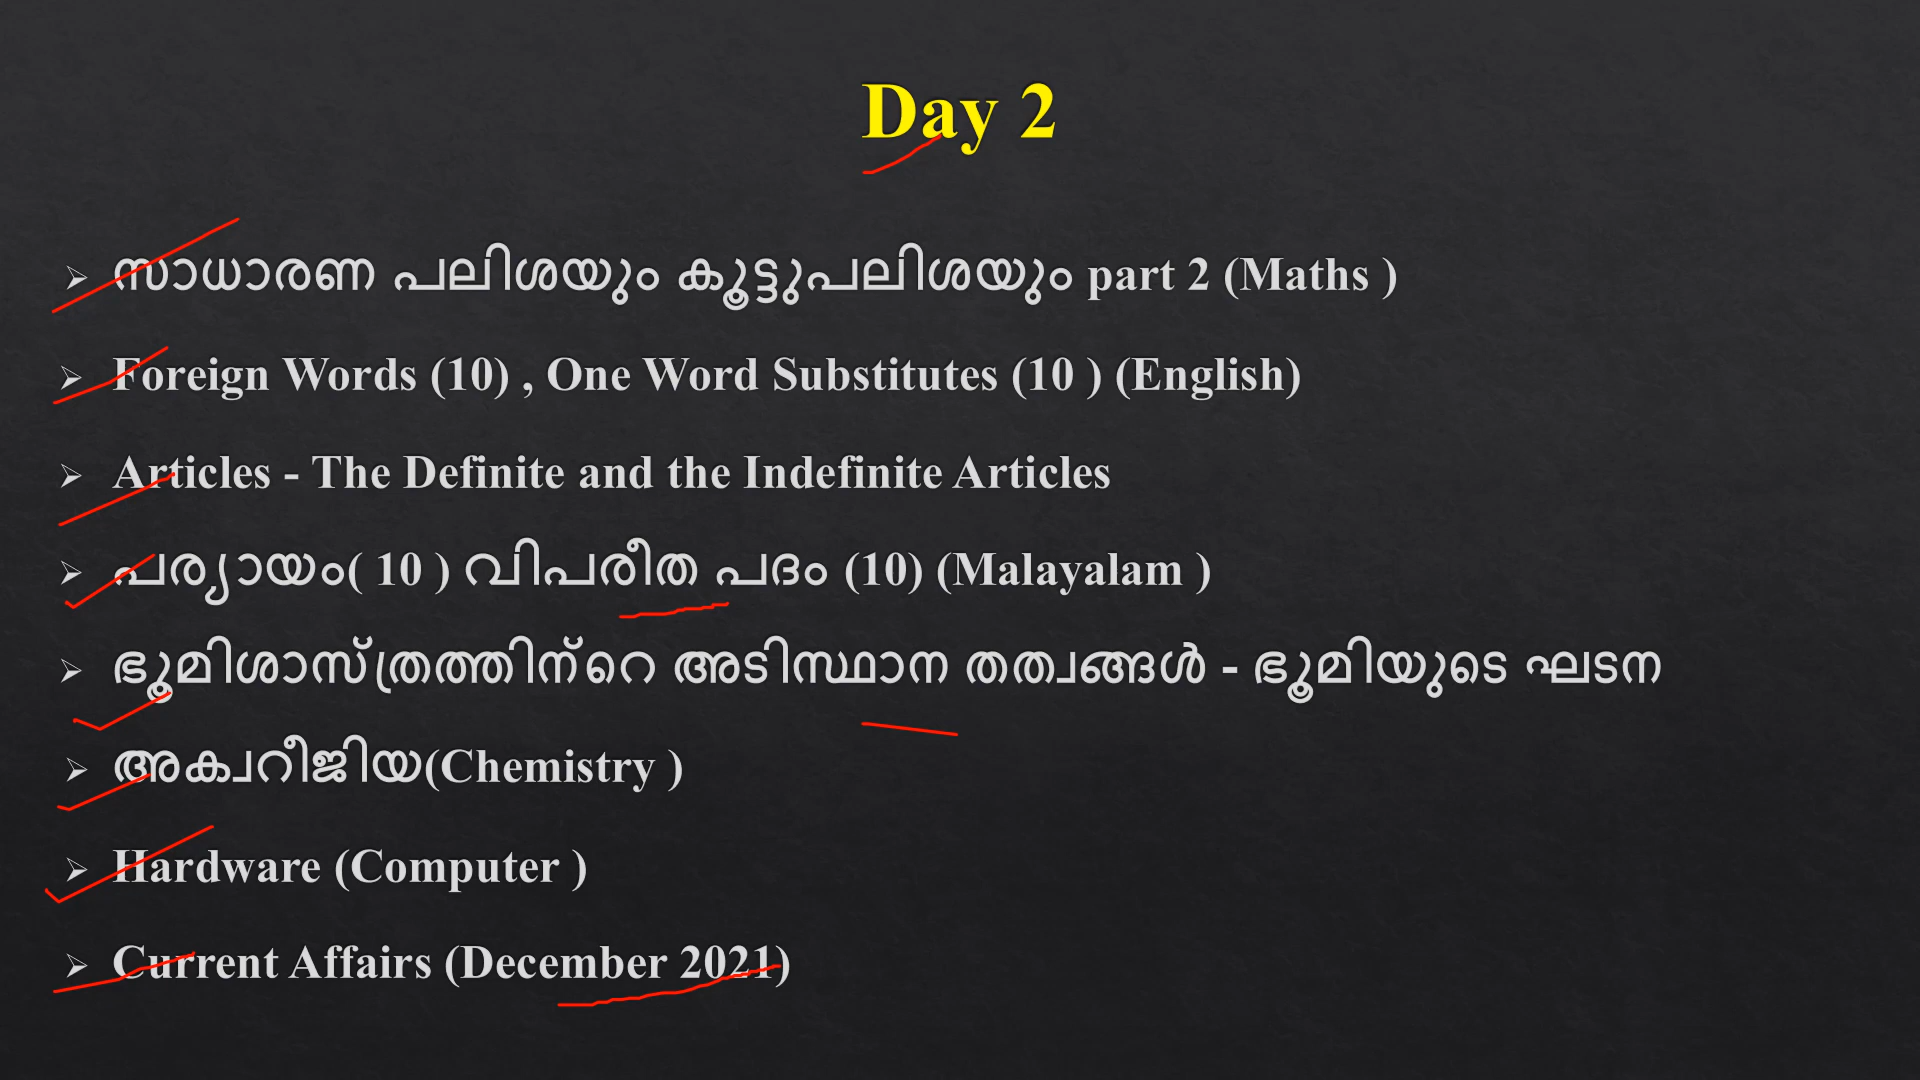 Day 2
സാധാരണ പലിശയും കൂട്ടുപലിശയും part 2 (Maths )
Foreign Words (10) , One Word Substitutes (10 ) (English)
Articles - The Definite and the Indefinite Articles
പര്യായം( 10 ) വിപരീത പദം (10) (Malayalam )
ഭൂമിശാസ്ത്രത്തിന്റെ അടിസ്ഥാന തത്വങ്ങൾ - ഭൂമിയുടെ ഘടന
അക്വറീജിയ(Chemistry )
Hardware (Computer )
Current Affairs (December 2021)